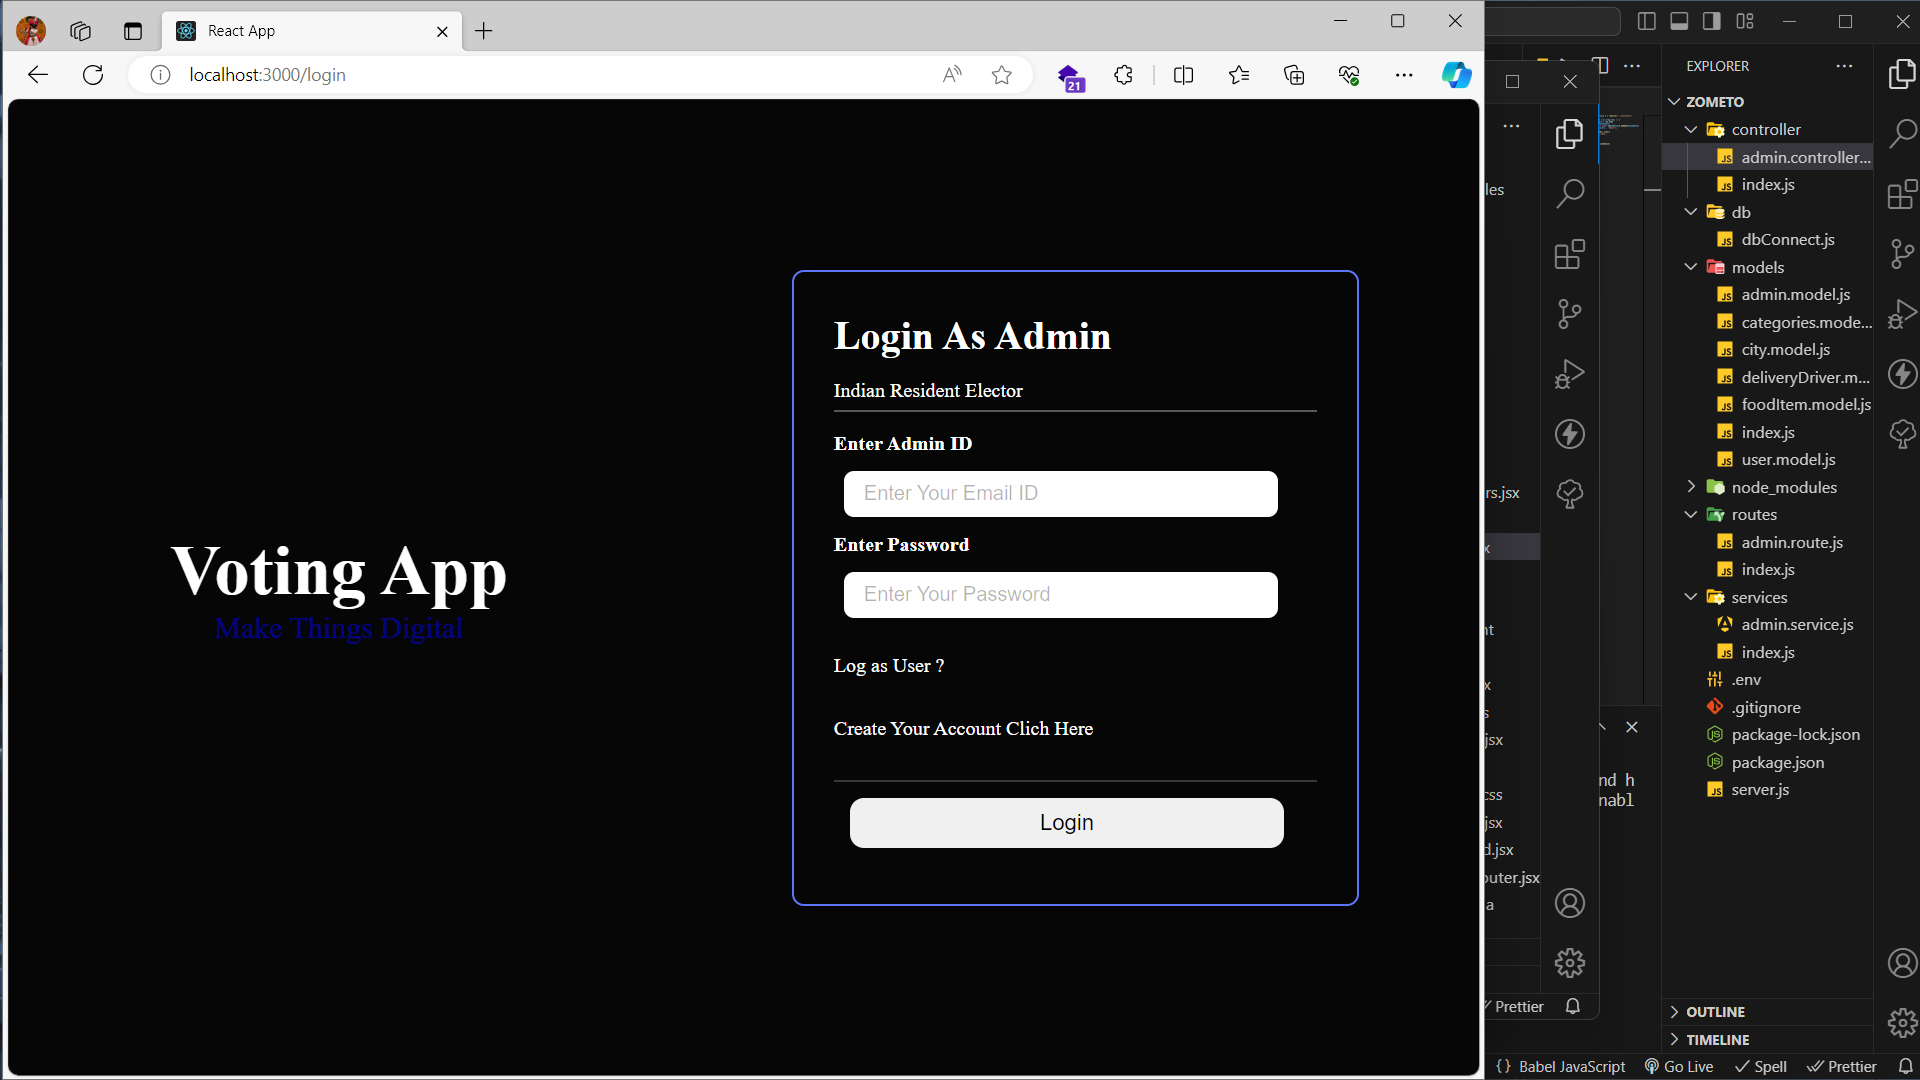 React App
localhost:3000/login
21
Voting App
Make Things Digital
Login As Admin
Indian Resident Elector
Enter Admin ID
Enter Your Email ID
Enter Password
Enter Your Password
Log as User ?
Create Your Account Clich Here
Login
les
rs.jsx
x
nt
x
s
jsx
css
jsx
d.jsx
outer.jsx
a
Prettier
nd h
nabl
EXPLORER
ZOMETO
controller
admin.controller...
index.js
db
dbConnect.js
models
admin.model.js
categories.mode...
city.model.js
deliveryDriver.m...
foodItem.model.js
index.js
user.model.js
node_modules
routes
admin.route.js
index.js
services
admin.service.js
index.js
.env
.gitignore
package-lock.json
package.json
server.js
OUTLINE
TIMELINE
{ } Babel JavaScript Go Live Spell Prettier